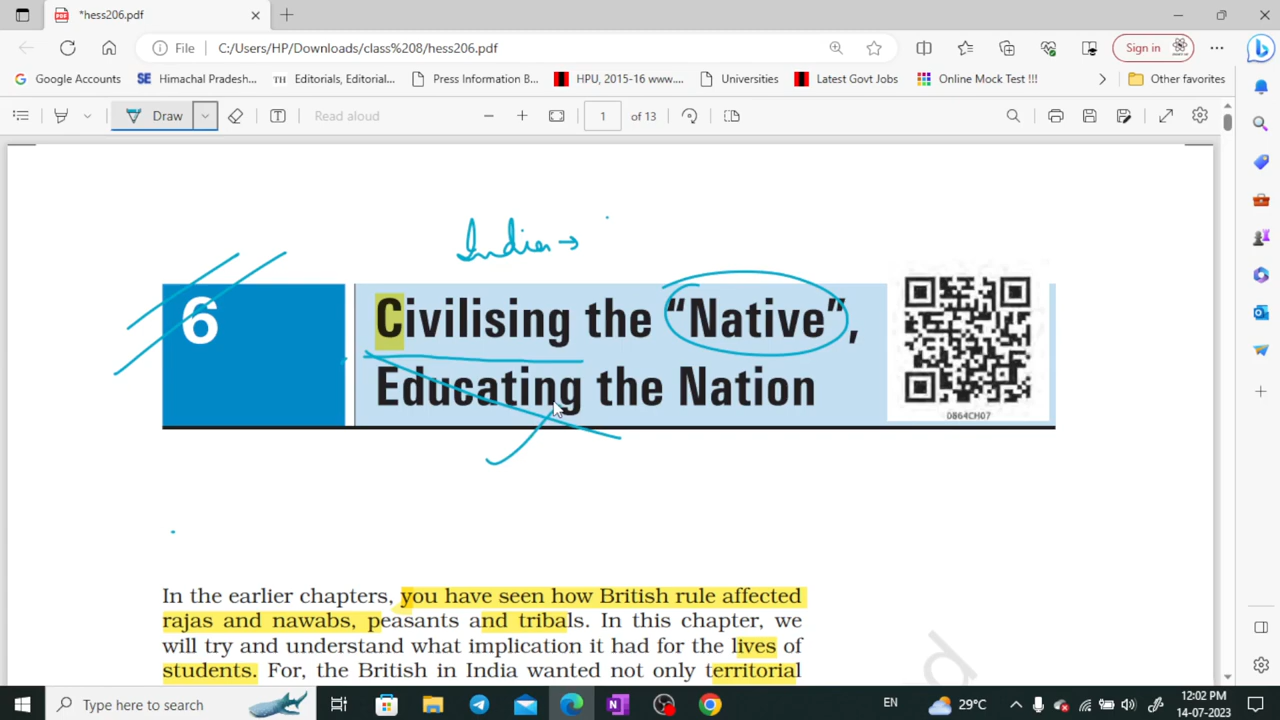 *hess206.pdf
File C:/Users/HP/Downloads/class%208/hess206.pdf Sign in
Google Accounts Himachal Pradesh... TH Editorials, Editorial... Press Information B... HPU, 2015-16 www.... Universities Latest Govt Jobs Online Mock Test !!! Other favorites
Draw Read aloud 1 of 13
Indian →
6 Civilising the “Native”,
Educating the Nation
0864CH07
In the earlier chapters, you have seen how British rule affected
rajas and nawabs, peasants and tribals. In this chapter, we
will try and understand what implication it had for the lives of
students. For, the British in India wanted not only territorial
d
Type here to search EN 29°C 12:02 PM
14-07-2023